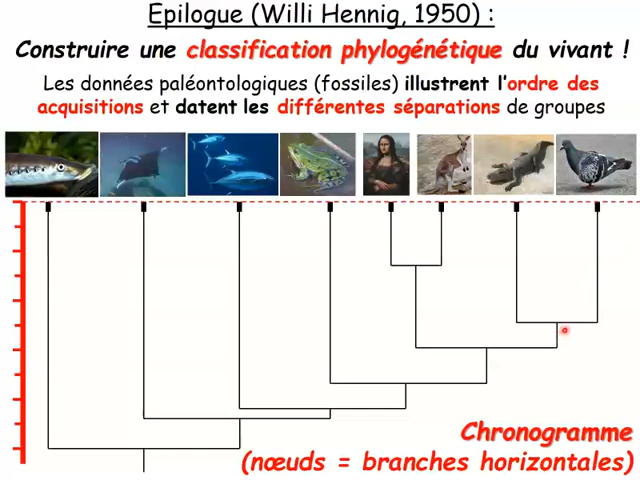 Epilogue (Willi Hennig, 1950) :
Construire une classification phylogénétique du vivant !
Les données paléontologiques (fossiles) illustrent l'ordre des
acquisitions et datent les différentes séparations de groupes
Chronogramme
(nœuds = branches horizontales)